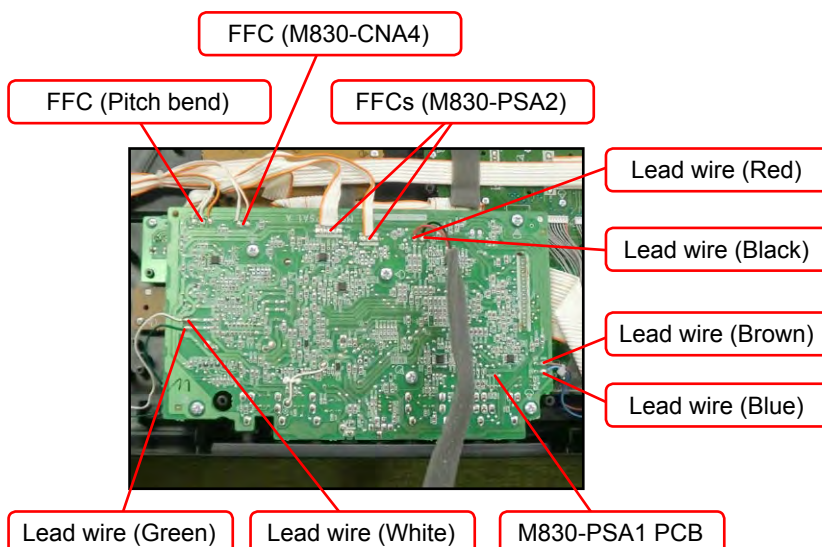 FFC (M830-CNA4)
FFC (Pitch bend)
FFCs (M830-PSA2)
Lead wire (Red)
Lead wire (Black)
Lead wire (Brown)
Lead wire (Blue)
Lead wire (Green)
Lead wire (White)
M830-PSA1 PCB